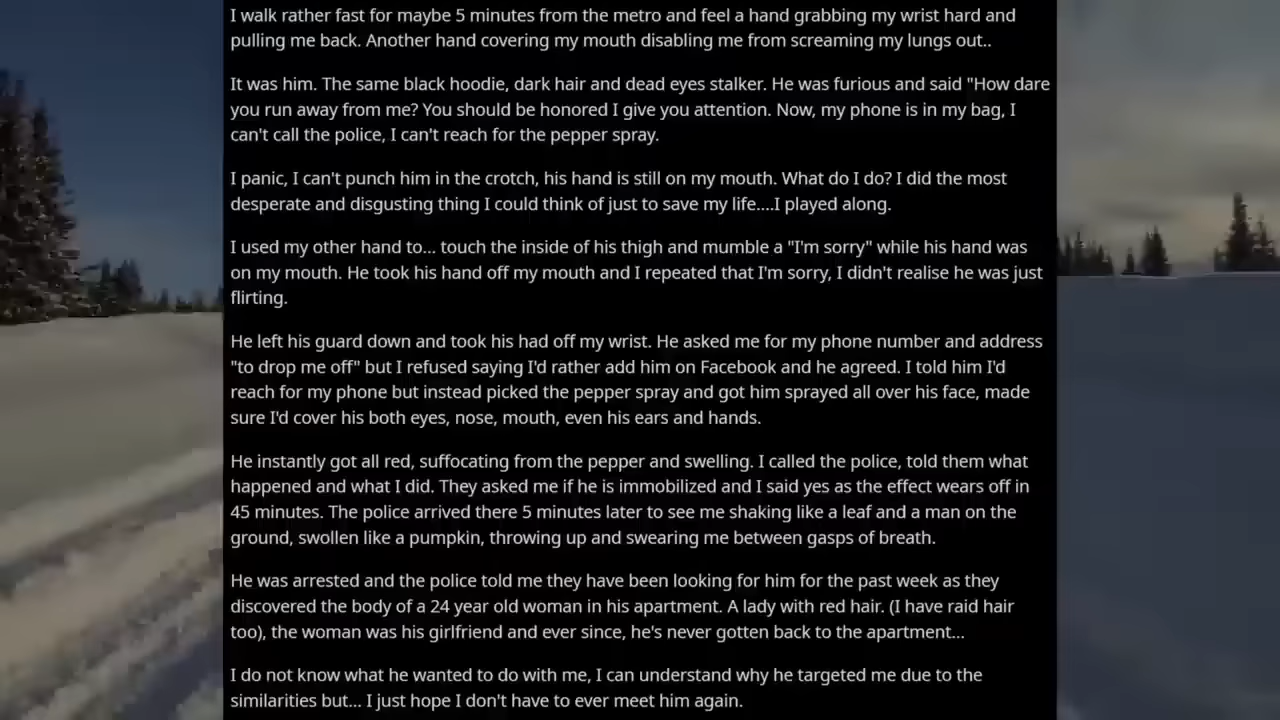 I walk rather fast for maybe 5 minutes from the metro and feel a hand grabbing my wrist hard and
pulling me back. Another hand covering my mouth disabling me from screaming my lungs out..
It was him. The same black hoodie, dark hair and dead eyes stalker. He was furious and said "How dare
you run away from me? You should be honored I give you attention. Now, my phone is in my bag, I
can't call the police, I can't reach for the pepper spray.
I panic, I can't punch him in the crotch, his hand is still on my mouth. What do I do? I did the most
desperate and disgusting thing I could think of just to save my life....I played along.
I used my other hand to... touch the inside of his thigh and mumble a "I'm sorry" while his hand was
on my mouth. He took his hand off my mouth and I repeated that I'm sorry, I didn't realise he was just
flirting.
He left his guard down and took his had off my wrist. He asked me for my phone number and address
"to drop me off" but I refused saying I'd rather add him on Facebook and he agreed. I told him I'd
reach for my phone but instead picked the pepper spray and got him sprayed all over his face, made
sure I'd cover his both eyes, nose, mouth, even his ears and hands.
He instantly got all red, suffocating from the pepper and swelling. I called the police, told them what
happened and what I did. They asked me if he is immobilized and I said yes as the effect wears off in
45 minutes. The police arrived there 5 minutes later to see me shaking like a leaf and a man on the
ground, swollen like a pumpkin, throwing up and swearing me between gasps of breath.
He was arrested and the police told me they have been looking for him for the past week as they
discovered the body of a 24 year old woman in his apartment. A lady with red hair. (I have raid hair
too), the woman was his girlfriend and ever since, he's never gotten back to the apartment...
I do not know what he wanted to do with me, I can understand why he targeted me due to the
similarities but... I just hope I don't have to ever meet him again.